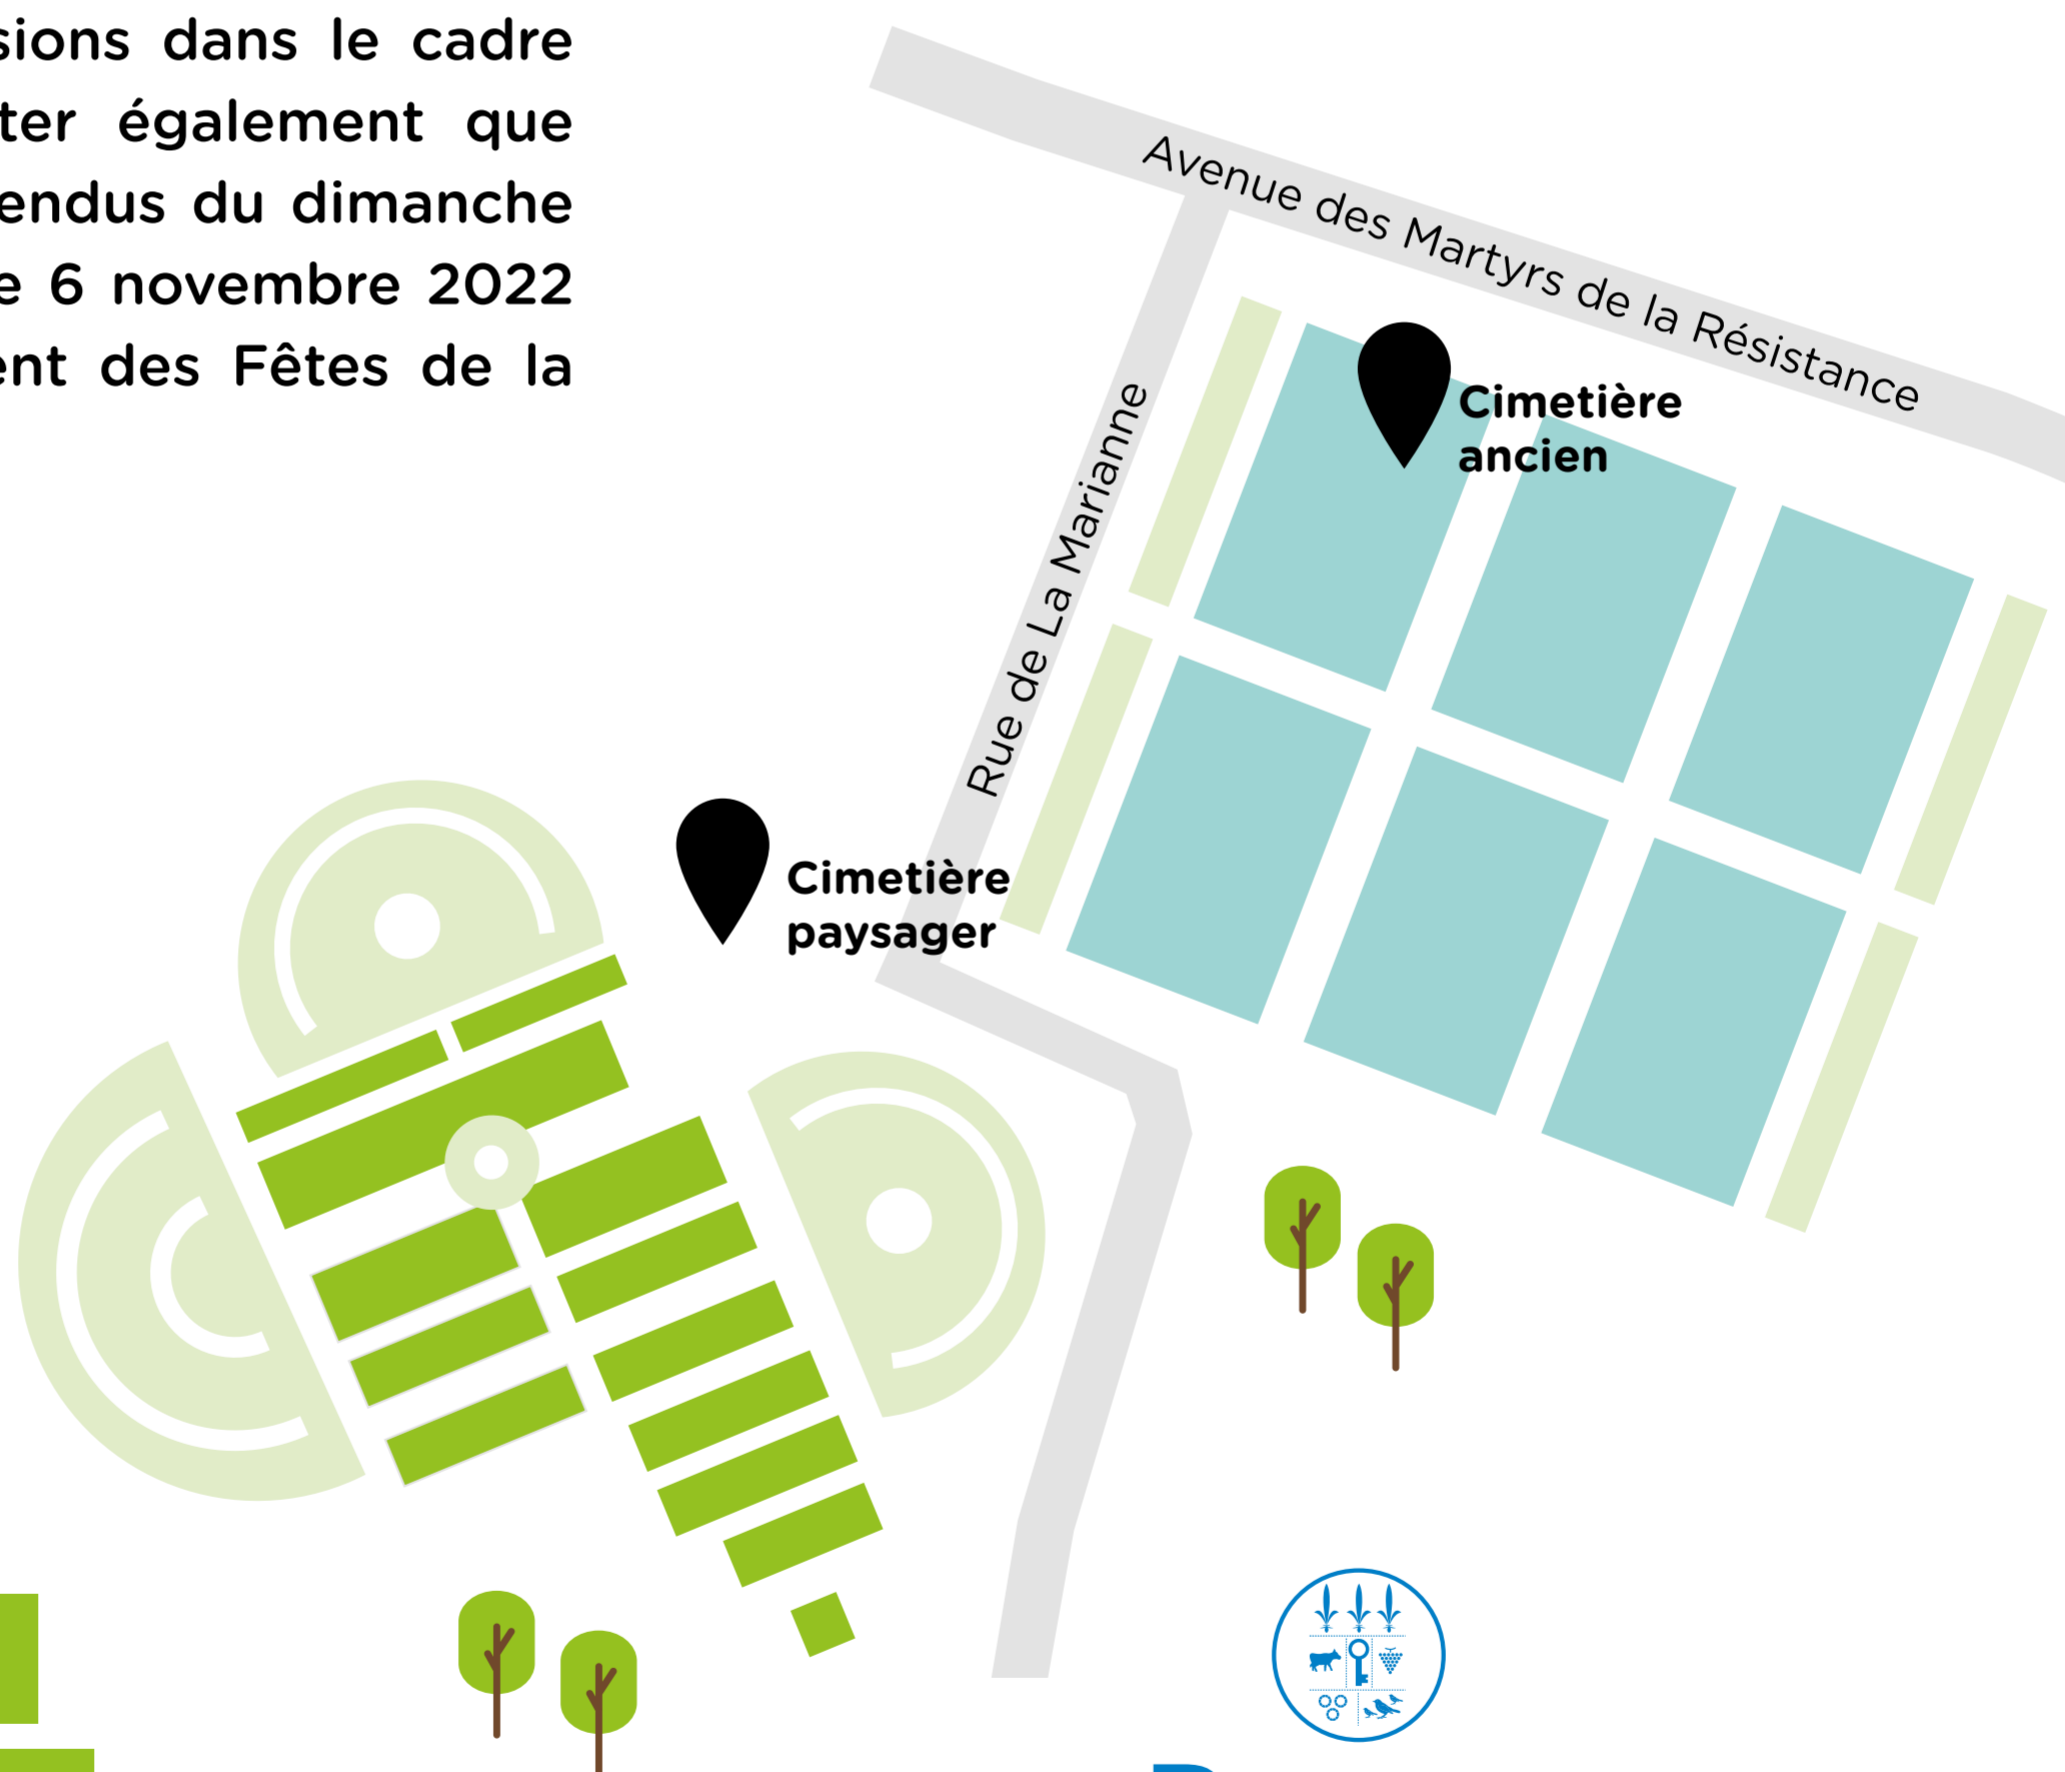 sions dans le cadre
ter également que
endus du dimanche
e 6 novembre 2022
ent des Fêtes de la
Avenue des Martyrs de la Résistance
Cimetière
ancien
Rue de La Marianne
Cimetière
paysager